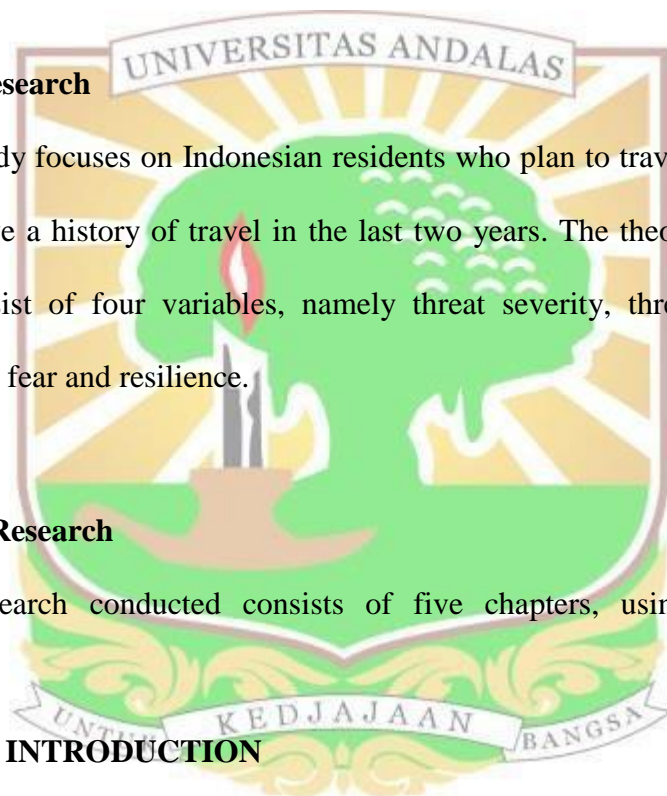 UNIVERSITAS ANDALAS
esearch
dy focuses on Indonesian residents who plan to trav
e a history of travel in the last two years. The theo
ist of four variables, namely threat severity, thr
fear and resilience.
Research
earch conducted consists of five chapters, usin
UNTUK KEDJAJAAN BANGSA
INTRODUCTION